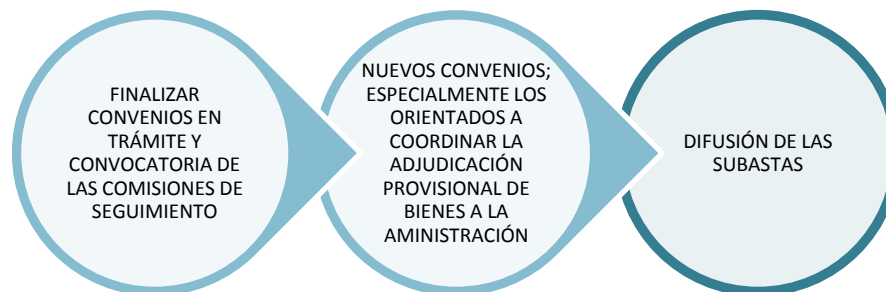 FINALIZAR
CONVENIOS EN
TRÁMITE Y
CONVOCATORIA DE
LAS COMISIONES DE
SEGUIMIENTO
NUEVOS CONVENIOS;
ESPECIALMENTE LOS
ORIENTADOS A
COORDINAR LA
ADJUDICACIÓN
PROVISIONAL DE
BIENES A LA
AMINISTRACIÓN
DIFUSIÓN DE LAS
SUBASTAS